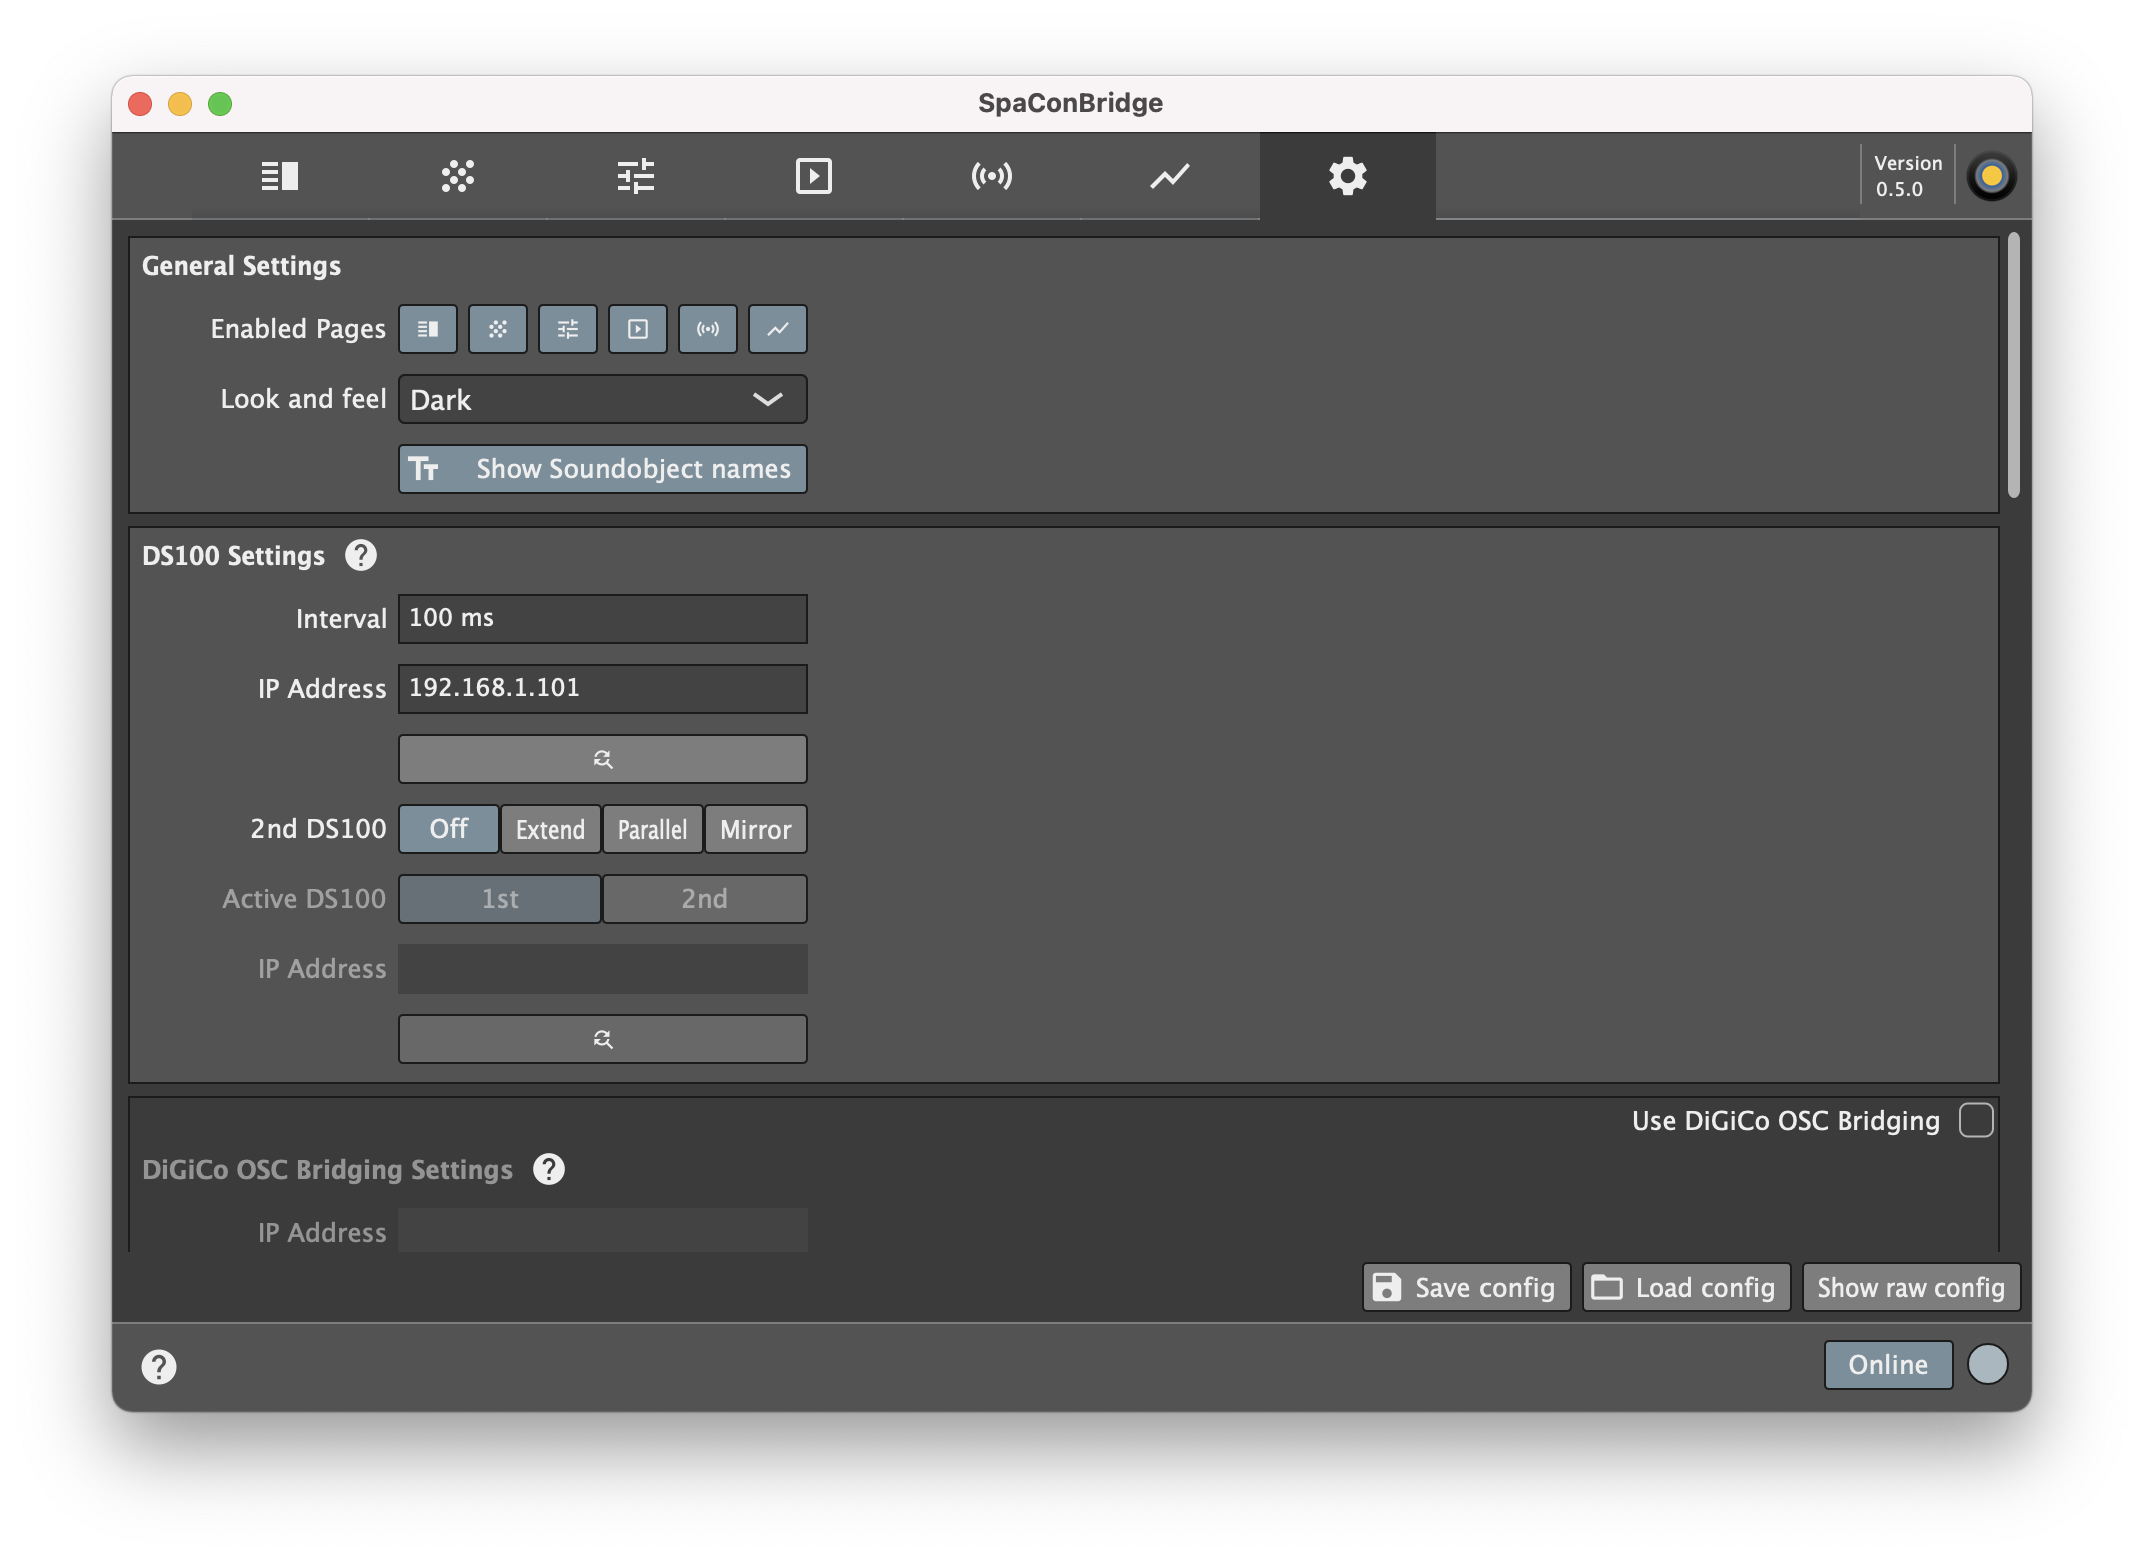 SpaConBridge
Version
0.5.0
General Settings
Enabled Pages
Look and feel
Dark
Show Soundobject names
DS100 Settings
Interval
100 ms
IP Address
192.168.1.101
2nd DS100
Off
Extend
Parallel
Mirror
Active DS100
1st
2nd
IP Address
Use DiGiCo OSC Bridging
DiGiCo OSC Bridging Settings
IP Address
Save config
Load config
Show raw config
Online